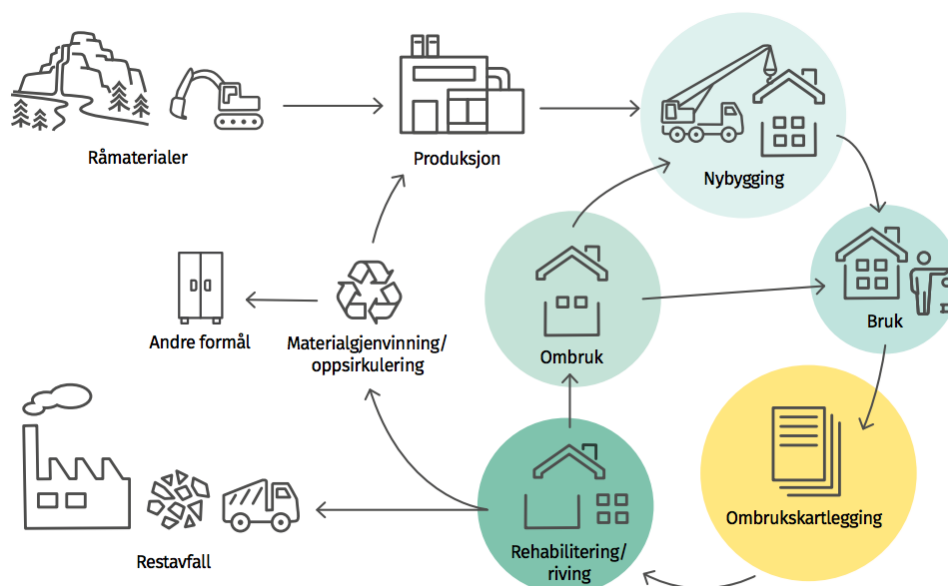 Råmaterialer
Produksjon
Nybygging
Andre formål
Materialgjenvinning/
oppsirkulering
Ombruk
Bruk
Restavfall
Rehabilitering/
riving
Ombrukskartlegging